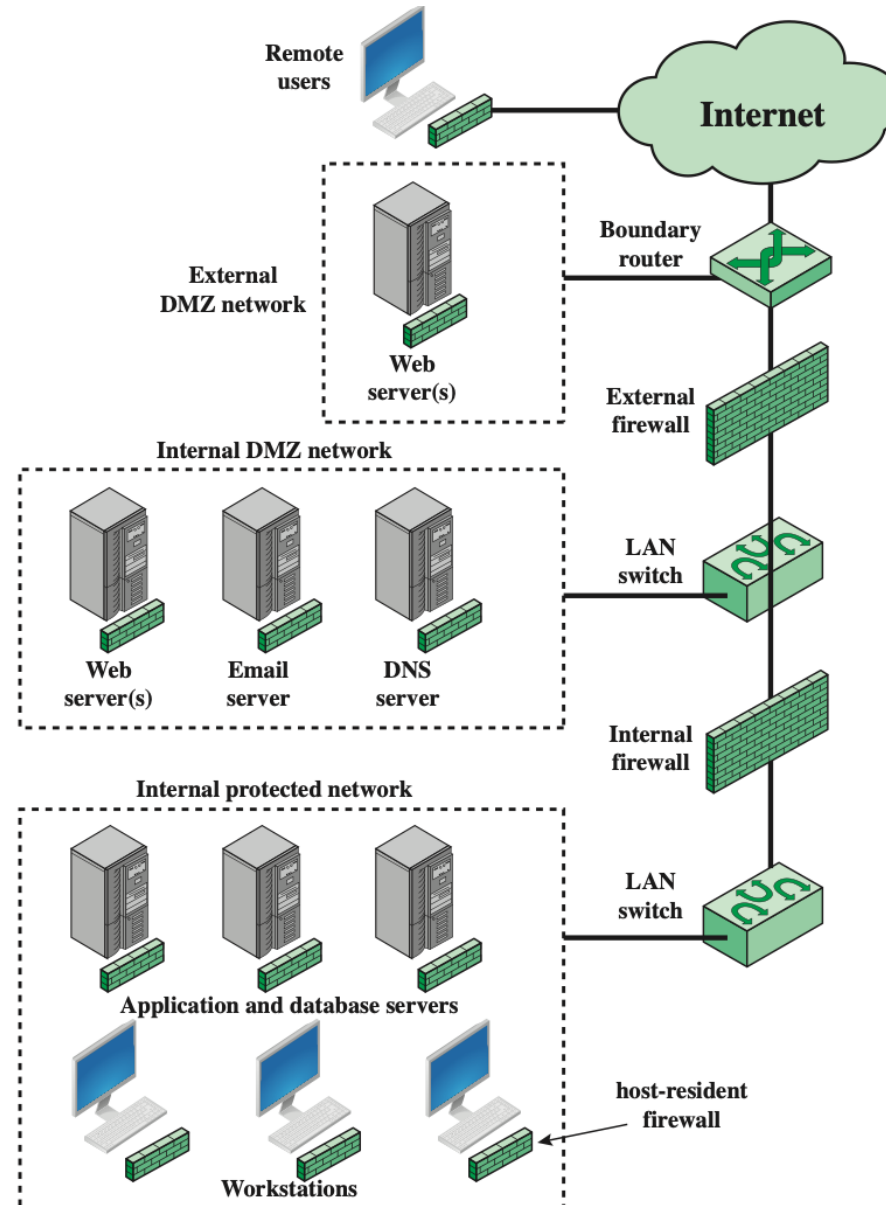 Remote
users
Internet
Boundary
router
External
DMZ network
Web
server(s)
External
firewall
Internal DMZ network
LAN
switch
Web
server(s)
Email
server
DNS
server
Internal
firewall
Internal protected network
LAN
switch
Application and database servers
host-resident
firewall
Workstations